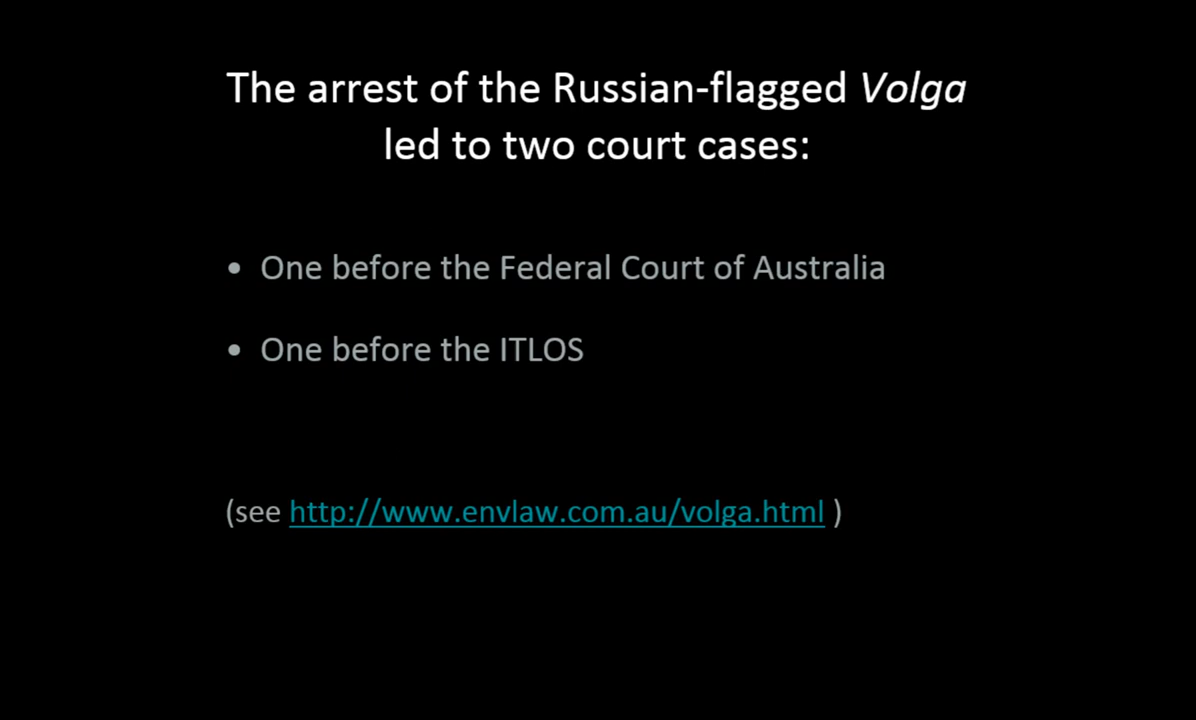 The arrest of the Russian-flagged Volga
led to two court cases:
• One before the Federal Court of Australia
• One before the ITLOS
(see http://www.envlaw.com.au/volga.html )